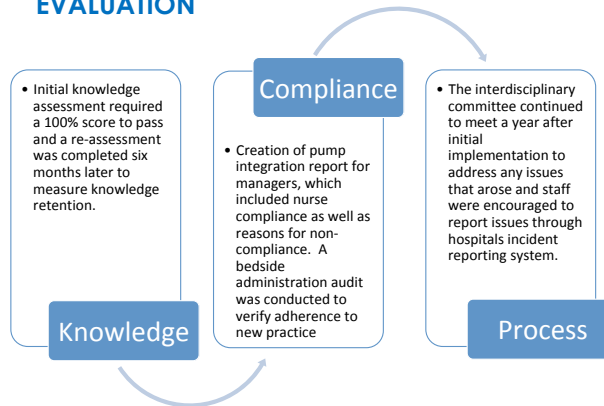 EVALUATION
• Initial knowledge
assessment required
a 100% score to pass
and a re-assessment
was completed six
months later to
measure knowledge
retention.
Knowledge
Compliance
• Creation of pump
integration report for
managers, which
included nurse
compliance as well as
reasons for non-
compliance.  A
bedside
administration audit
was conducted to
verify adherence to
new practice
• The interdisciplinary
committee continued
to meet a year after
initial
implementation to
address any issues
that arose and staff
were encouraged to
report issues through
hospitals incident
reporting system.
Process